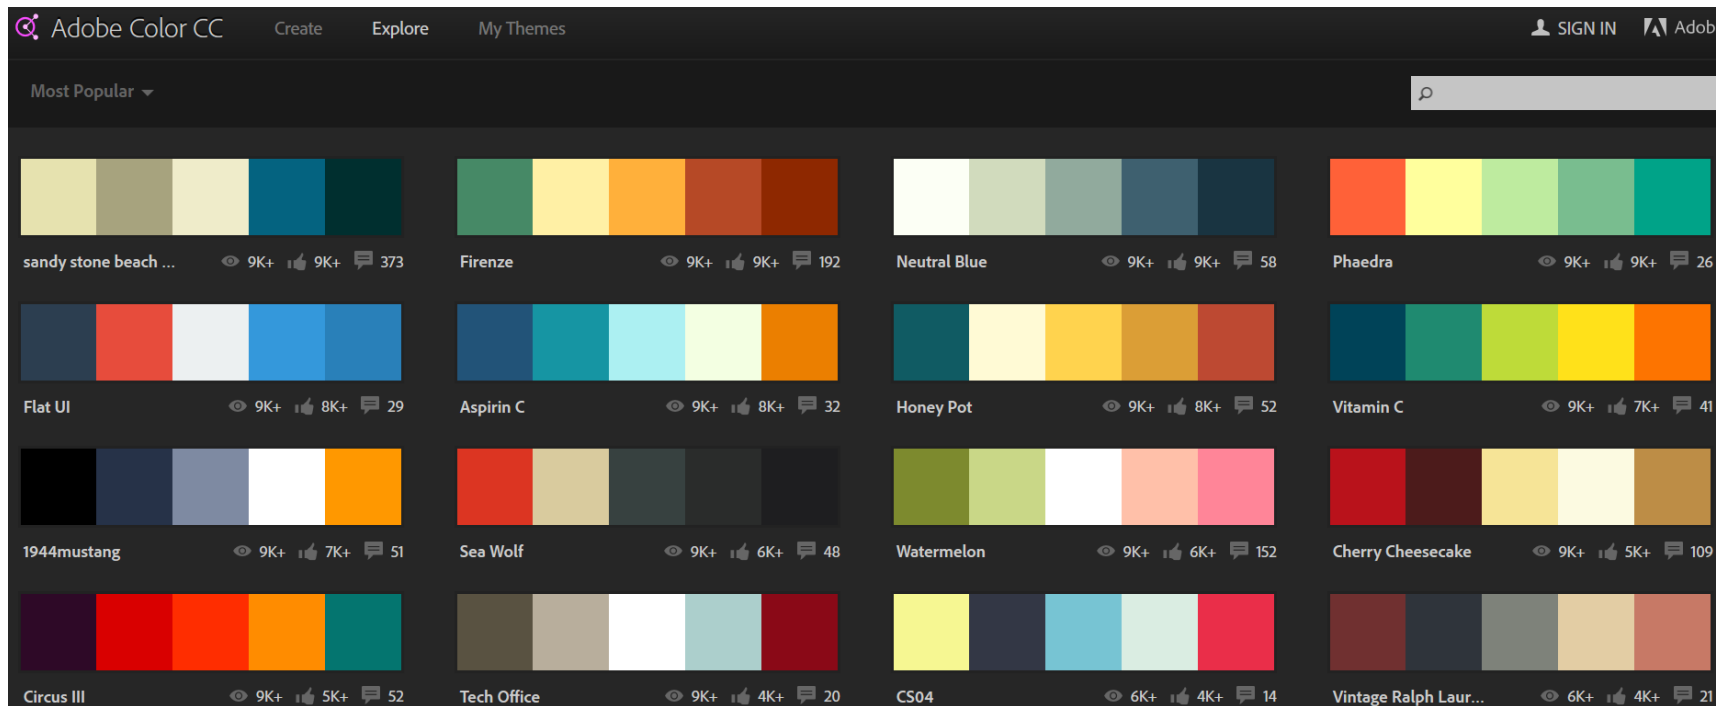 Adobe Color CC Create Explore My Themes SIGN IN Adob
Most Popular
sandy stone beach ... 9K+ 9K+ 373 Firenze 9K+ 9K+ 192 Neutral Blue 9K+ 9K+ 58 Phaedra 9K+ 9K+ 26
Flat UI 9K+ 8K+ 29 Aspirin C 9K+ 8K+ 32 Honey Pot 9K+ 8K+ 52 Vitamin C 9K+ 7K+ 41
1944mustang 9K+ 7K+ 51 Sea Wolf 9K+ 6K+ 48 Watermelon 9K+ 6K+ 152 Cherry Cheesecake 9K+ 5K+ 109
Circus III 9K+ 5K+ 52 Tech Office 9K+ 4K+ 20 CS04 6K+ 4K+ 14 Vintage Ralph Laur... 6K+ 4K+ 21